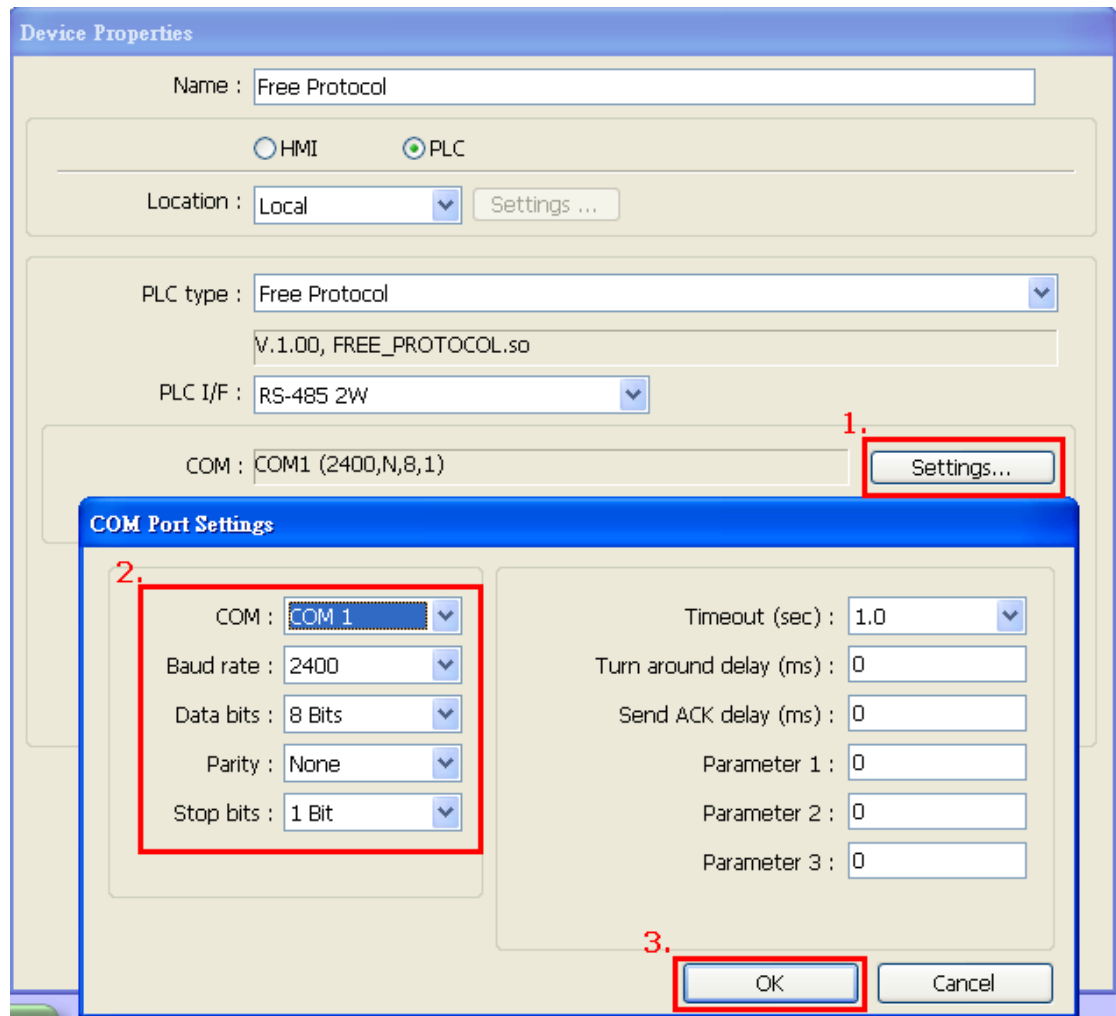 Device Properties
Name : Free Protocol
HMI PLC
Location : Local Settings ...
PLC type : Free Protocol
V.1.00, FREE_PROTOCOL.so
PLC I/F : RS-485 2W
1.
COM : COM1 (2400,N,8,1) Settings...
COM Port Settings
2.
COM : COM 1
Baud rate : 2400
Data bits : 8 Bits
Parity : None
Stop bits : 1 Bit
Timeout (sec) : 1.0
Turn around delay (ms) : 0
Send ACK delay (ms) : 0
Parameter 1 : 0
Parameter 2 : 0
Parameter 3 : 0
3.
OK Cancel